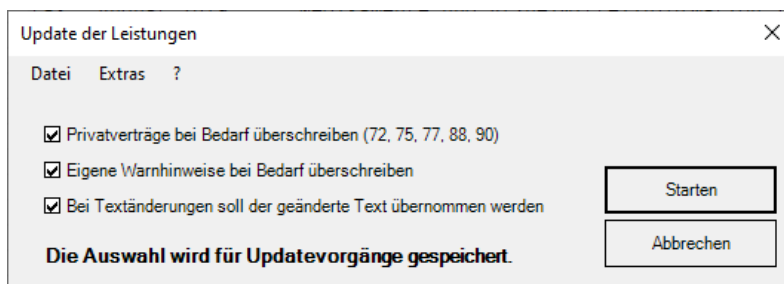 Update der Leistungen
Datei Extras ?
Privatverträge bei Bedarf überschreiben (72, 75, 77, 88, 90)
Eigene Warnhinweise bei Bedarf überschreiben
Bei Textänderungen soll der geänderte Text übernommen werden
Die Auswahl wird für Updatevorgänge gespeichert.
Starten
Abbrechen